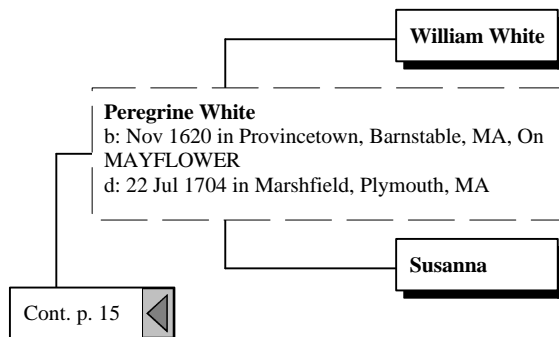 William White
Peregrine White
b: Nov 1620 in Provincetown, Barnstable, MA, On
MAYFLOWER
d: 22 Jul 1704 in Marshfield, Plymouth, MA
Susanna
Cont. p. 15